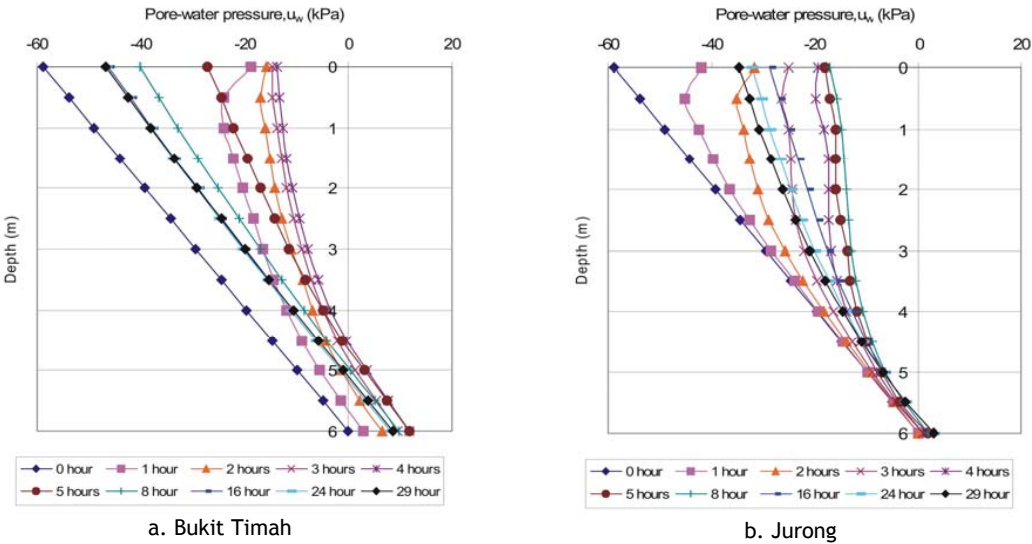 Pore-water pressure,uw (kPa)
-60 -40 -20 0 20
0
1
2
3
4
5
6
Depth (m)
0 hour 1 hour 2 hours 3 hours 4 hours
5 hours 8 hour 16 hour 24 hour 29 hour
a. Bukit Timah
Pore-water pressure,uw (kPa)
-60 -40 -20 0 20
0
1
2
3
4
5
6
Depth (m)
0 hour 1 hour 2 hours 3 hours 4 hours
5 hours 8 hour 16 hour 24 hour 29 hour
b. Jurong